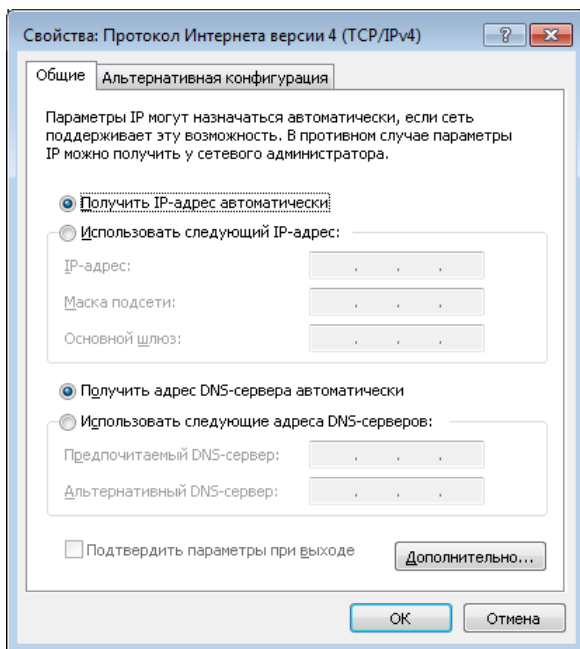 Свойства: Протокол Интернета версии 4 (TCP/IPv4)
Общие
Альтернативная конфигурация
Параметры IP могут назначаться автоматически, если сеть
поддерживает эту возможность. В противном случае параметры
IP можно получить у сетевого администратора.
Получить IP-адрес автоматически
Использовать следующий IP-адрес:
IP-адрес:
Маска подсети:
Основной шлюз:
Получить адрес DNS-сервера автоматически
Использовать следующие адреса DNS-серверов:
Предпочитаемый DNS-сервер:
Альтернативный DNS-сервер:
Подтвердить параметры при выходе
Дополнительно...
ОК
Отмена